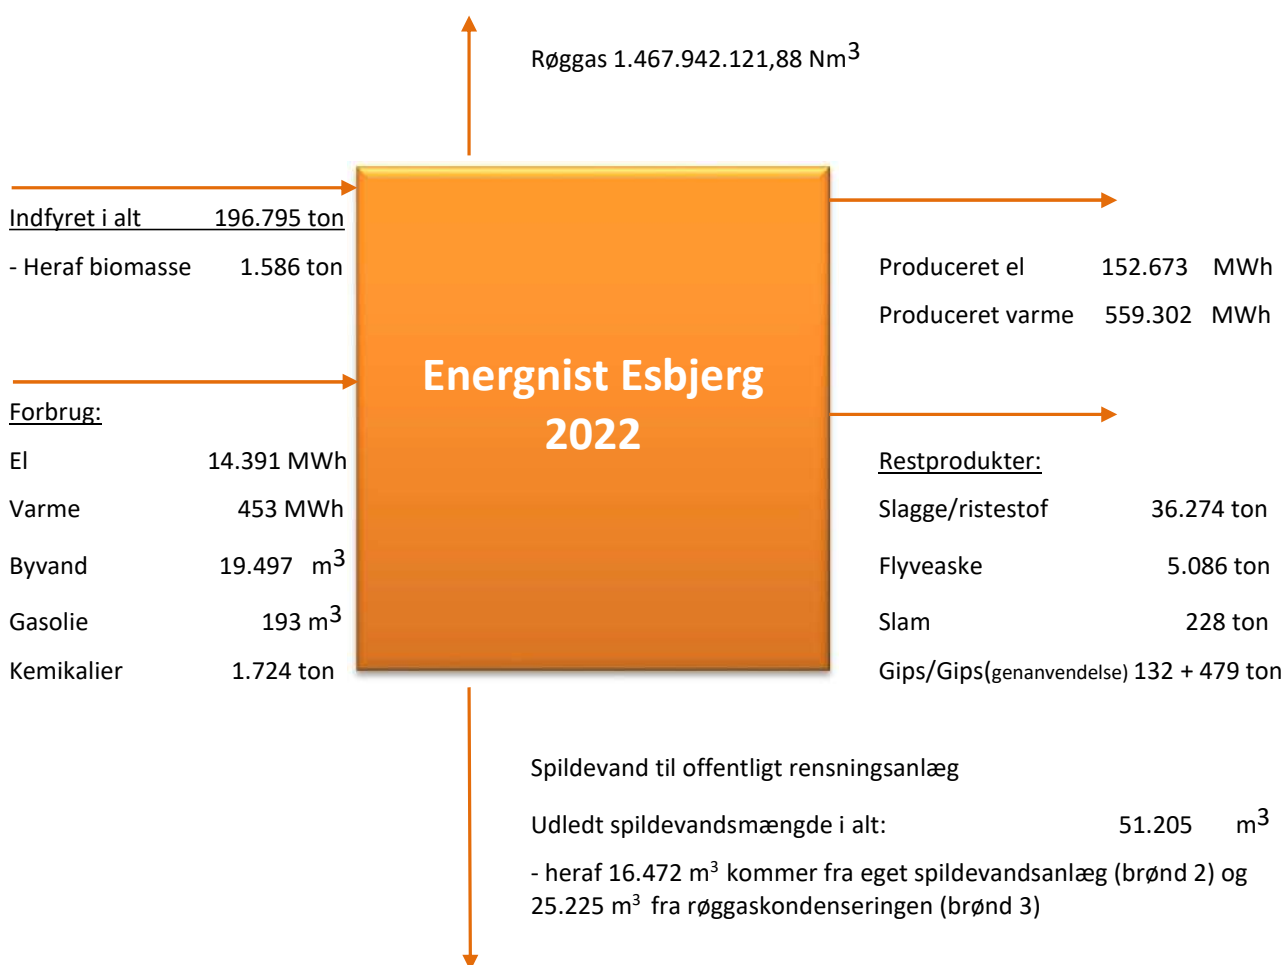 Røggas 1.467.942.121,88 Nm³
Indfyret i alt 196.795 ton
- Heraf biomasse 1.586 ton
Produceret el 152.673 MWh
Produceret varme 559.302 MWh
Energnist Esbjerg
2022
Forbrug:
El 14.391 MWh
Varme 453 MWh
Byvand 19.497 m³
Gasolie 193 m³
Kemikalier 1.724 ton
Restprodukter:
Slagge/ristestof 36.274 ton
Flyveaske 5.086 ton
Slam 228 ton
Gips/Gips(genanvendelse) 132 + 479 ton
Spildevand til offentligt rensningsanlæg
Udledt spildevandsmængde i alt: 51.205 m³
- heraf 16.472 m³ kommer fra eget spildevandsanlæg (brønd 2) og
25.225 m³ fra røggaskondenseringen (brønd 3)